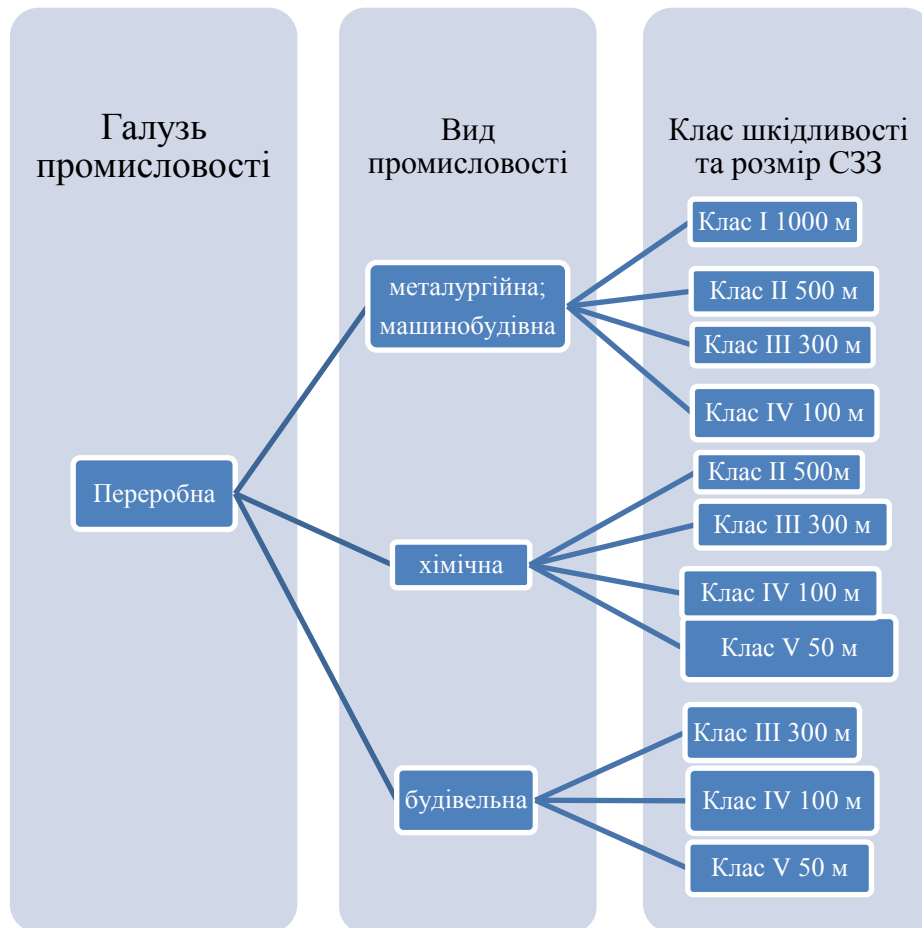 Галузь
промисловості
Вид
промисловості
Клас шкідливості
та розмір СЗЗ
Переробна
металургійна;
машинобудівна
Клас I 1000 м
Клас II 500 м
Клас III 300 м
Клас IV 100 м
хімічна
Клас II 500м
Клас III 300 м
Клас IV 100 м
Клас V 50 м
будівельна
Клас III 300 м
Клас IV 100 м
Клас V 50 м